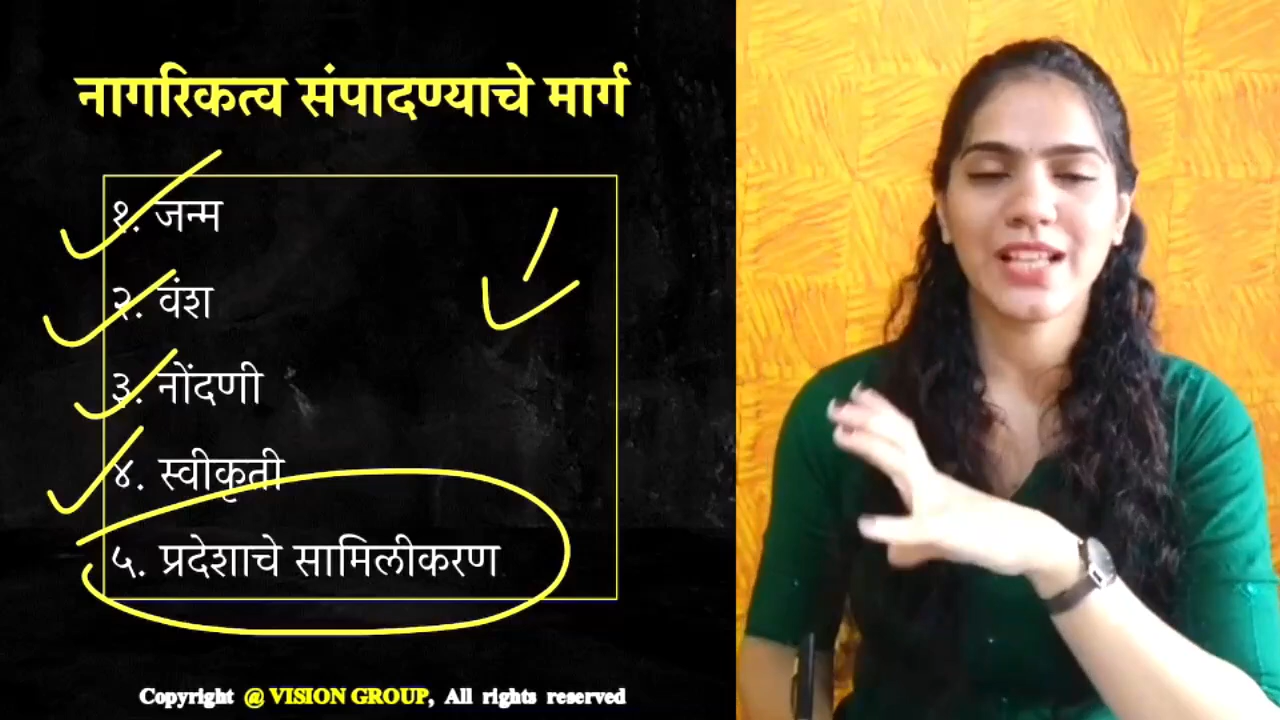 नागरिकत्व संपादण्याचे मार्ग
१. जन्म
२. वंश
३. नोंदणी
४. स्वीकृती
५. प्रदेशाचे सामिलीकरण
Copyright @ VISION GROUP, All rights reserved